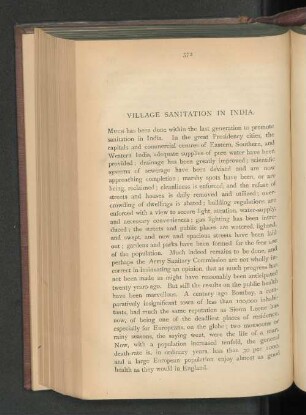 372
VILLAGE SANITATION IN INDIA.
MUCH has been done within the last generation to promote
sanitation in India. In the great Presidency cities, the
capitals and commercial centres of Eastern, Southern, and
Western India, adequate supplies of pure water have been
provided; drainage has been greatly improved; scientific
systems of sewerage have been devised and are now
approaching completion; marshy spots have been, or are
being, reclaimed; cleanliness is enforced; and the refuse of
streets and houses is daily removed and utilised; over-
crowding of dwellings is abated; building regulations are
enforced with a view to secure light, aeration, water-supply,
and necessary conveniences; gas lighting has been intro-
duced; the streets and public places are watered, lighted,
and swept, and new and spacious streets have been laid
out; gardens and parks have been formed for the free use
of the population. Much indeed remains to be done, and
perhaps the Army Sanitary Commission are not wholly in-
correct in insinuating an opinion, that as much progress has
not been made as might have reasonably been anticipated
twenty years ago. But still the results on the public health
have been marvellous. A century ago Bombay, a com-
paratively insignificant town of less than 100,000 inhabi-
tants, had much the same reputation as Sierra Leone has
now, of being one of the deadliest places of residence,
especially for Europeans, on the globe; two monsoons or
rainy seasons, the saying went, were the life of a man.
Now, with a population increased tenfold, the general
death-rate is, in ordinary years, less than 30 per
and a large European population enjoy almost as good
health as they would in England.